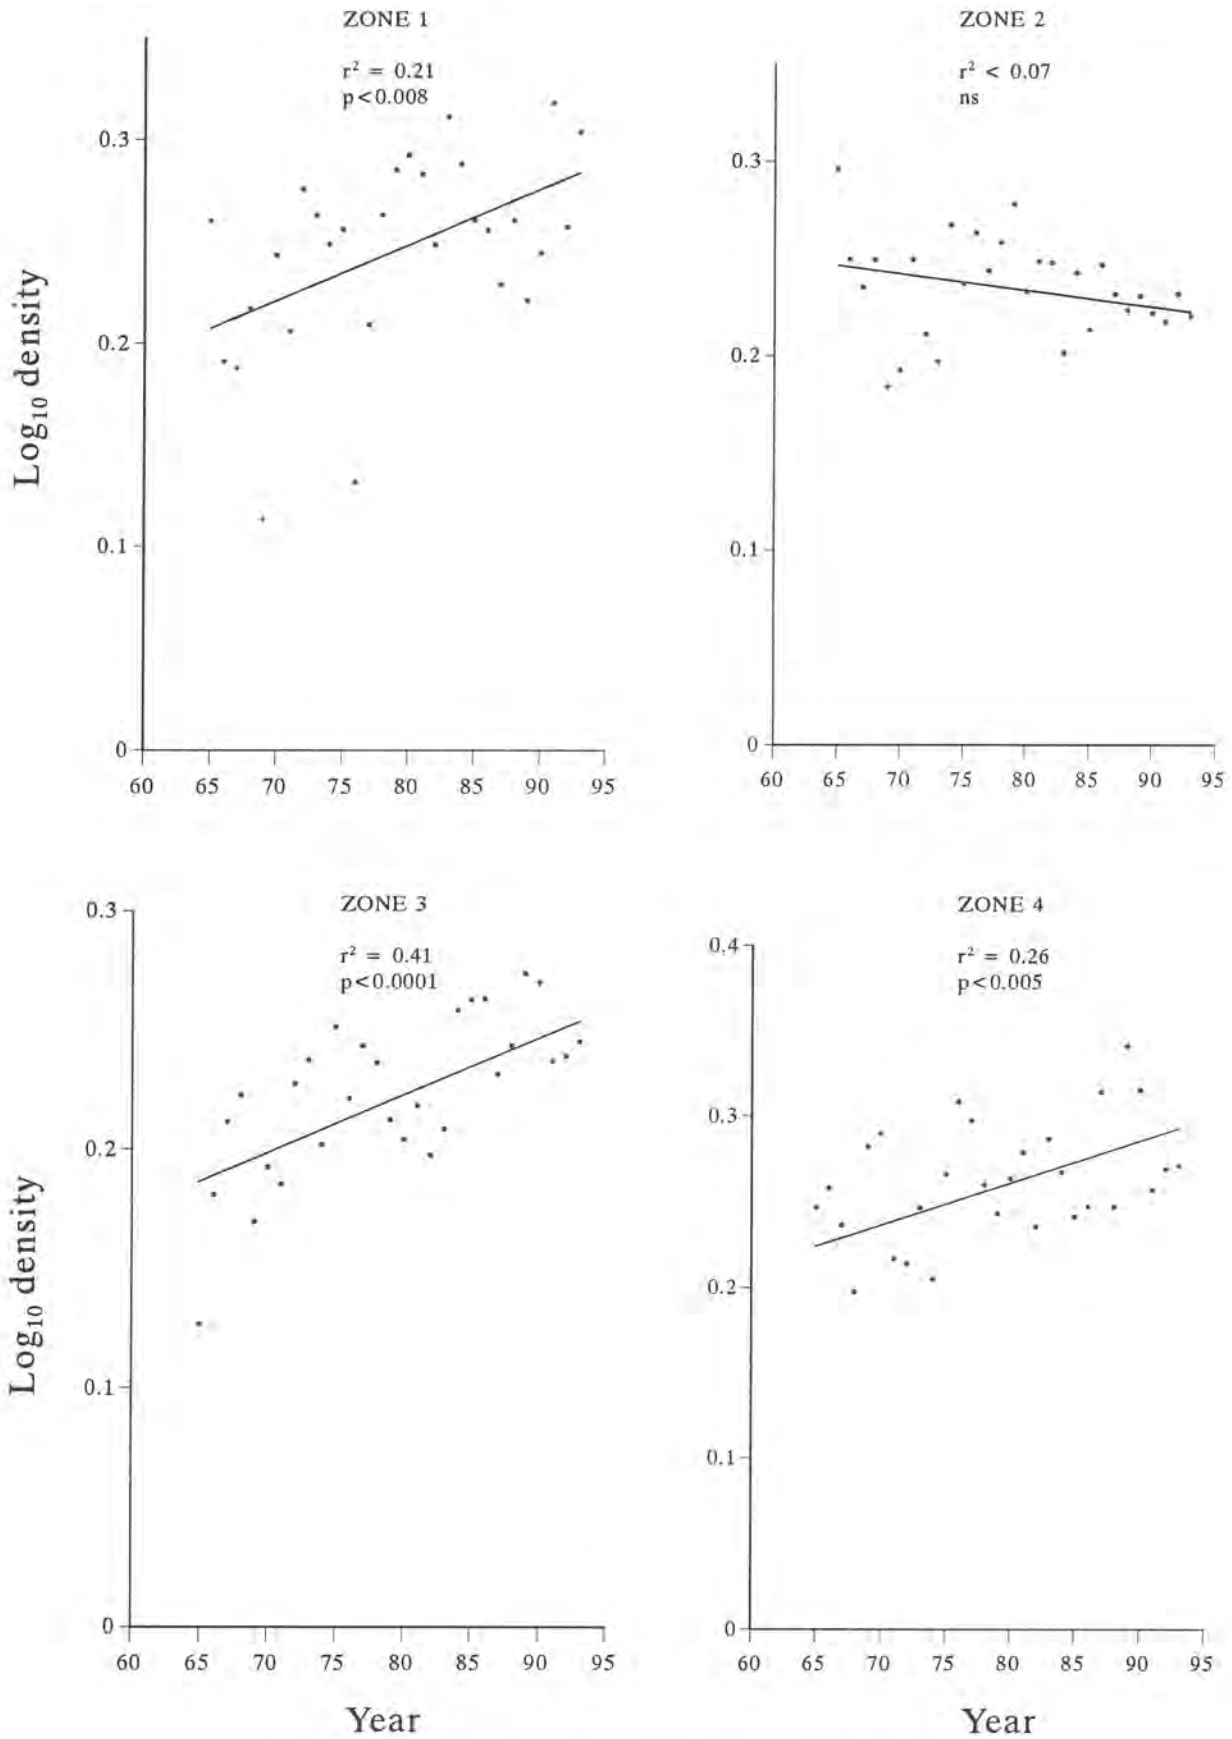 ZONE 1
r² = 0.21
p<0.008
Log₁₀ density
0.3
0.2
0.1
0
60 65 70 75 80 85 90 95
ZONE 2
r² < 0.07
ns
0.3
0.2
0.1
0
60 65 70 75 80 85 90 95
ZONE 3
r² = 0.41
p<0.0001
Log₁₀ density
0.3
0.2
0.1
0
60 65 70 75 80 85 90 95
Year
ZONE 4
r² = 0.26
p<0.005
0.4
0.3
0.2
0.1
0
60 65 70 75 80 85 90 95
Year